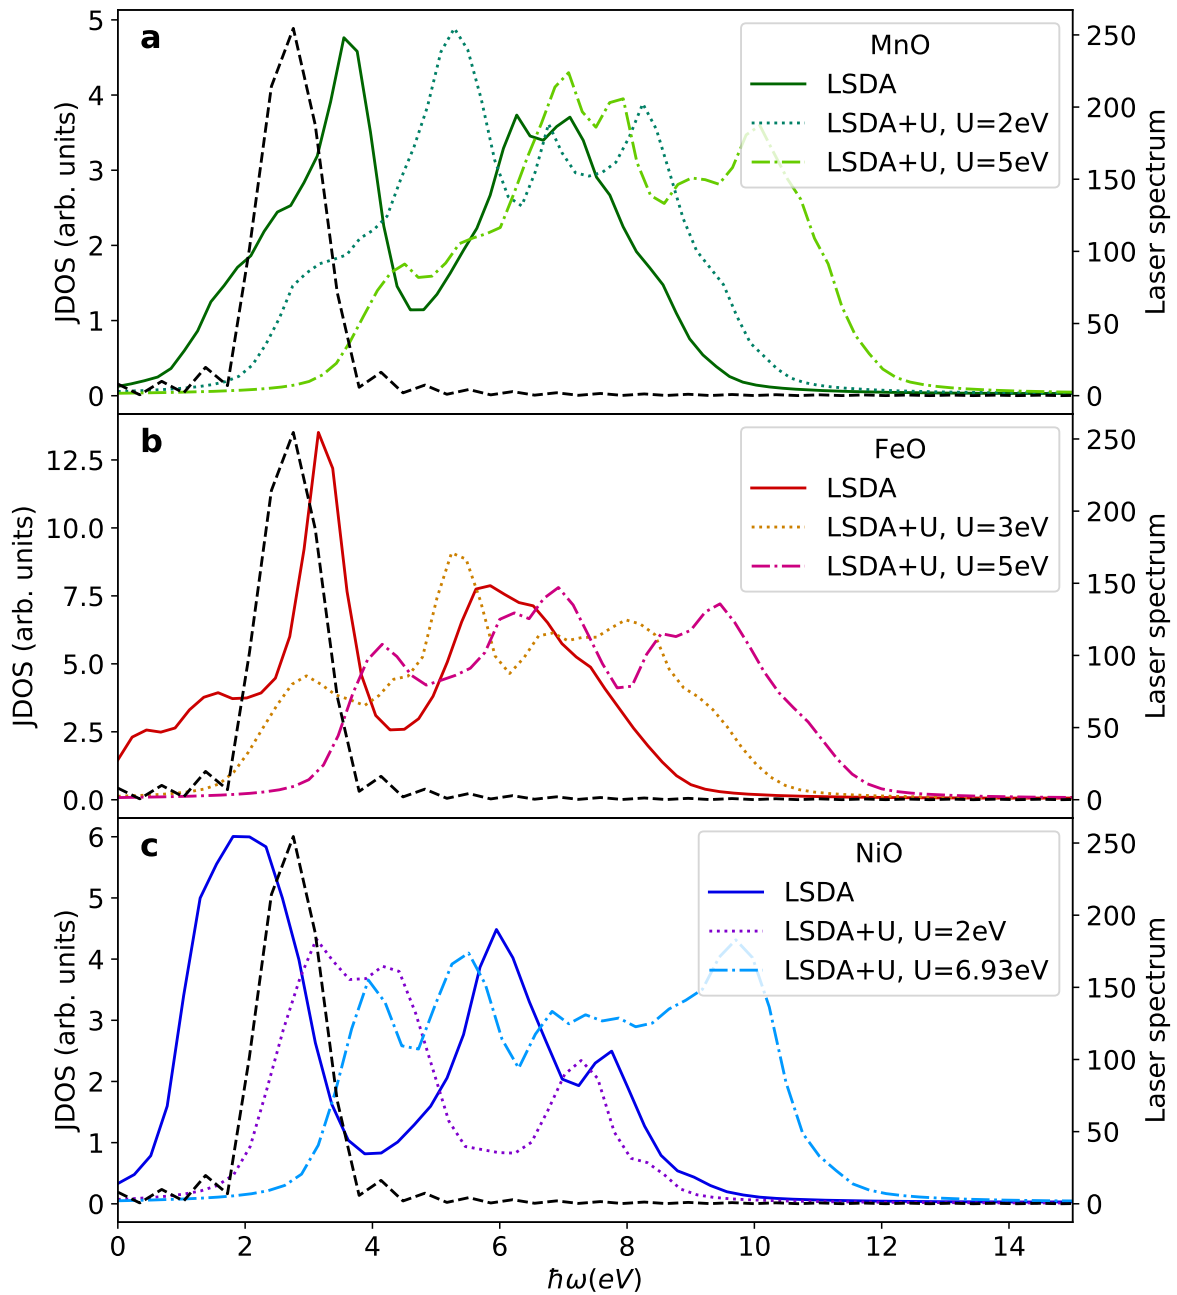 a
MnO
LSDA
LSDA+U, U=2eV
LSDA+U, U=5eV
JDOS (arb. units)
5
4
3
2
1
0
Laser spectrum
250
200
150
100
50
0
b
FeO
LSDA
LSDA+U, U=3eV
LSDA+U, U=5eV
JDOS (arb. units)
12.5
10.0
7.5
5.0
2.5
0.0
Laser spectrum
250
200
150
100
50
0
c
NiO
LSDA
LSDA+U, U=2eV
LSDA+U, U=6.93eV
JDOS (arb. units)
6
5
4
3
2
1
0
Laser spectrum
250
200
150
100
50
0
0 2 4 6 8 10 12 14
ħω(eV)